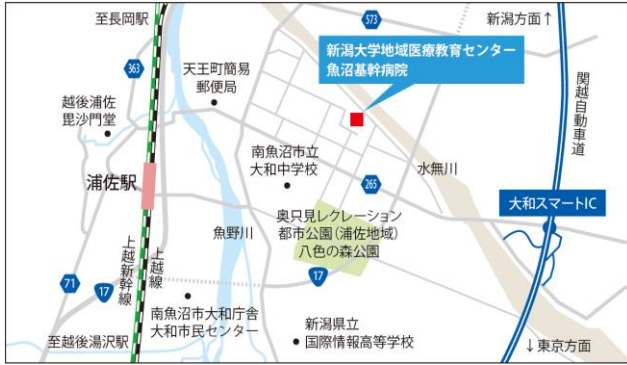 至長岡駅
573
新潟方面↑
新潟大学地域医療教育センター
魚沼基幹病院
363
天王町簡易
郵便局
関越自動車道
越後浦佐
毘沙門堂
南魚沼市立
大和中学校
水無川
浦佐駅
265
大和スマートIC
奥只見レクレーション
都市公園(浦佐地域)
八色の森公園
魚野川
上越線
上越新幹線
71
17
17
南魚沼市大和庁舎
大和市民センター
新潟県立
国際情報高等学校
至越後湯沢駅
↓東京方面